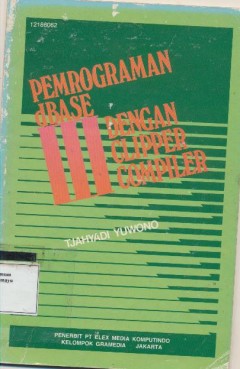 12188062
PEMROGRAMAN
dBASE
III DENGAN
CLIPPER
COMPILER
TJAHYADI YUWONO
PENERBIT PT ELEX MEDIA KOMPUTINDO
KELOMPOK GRAMEDIA JAKARTA